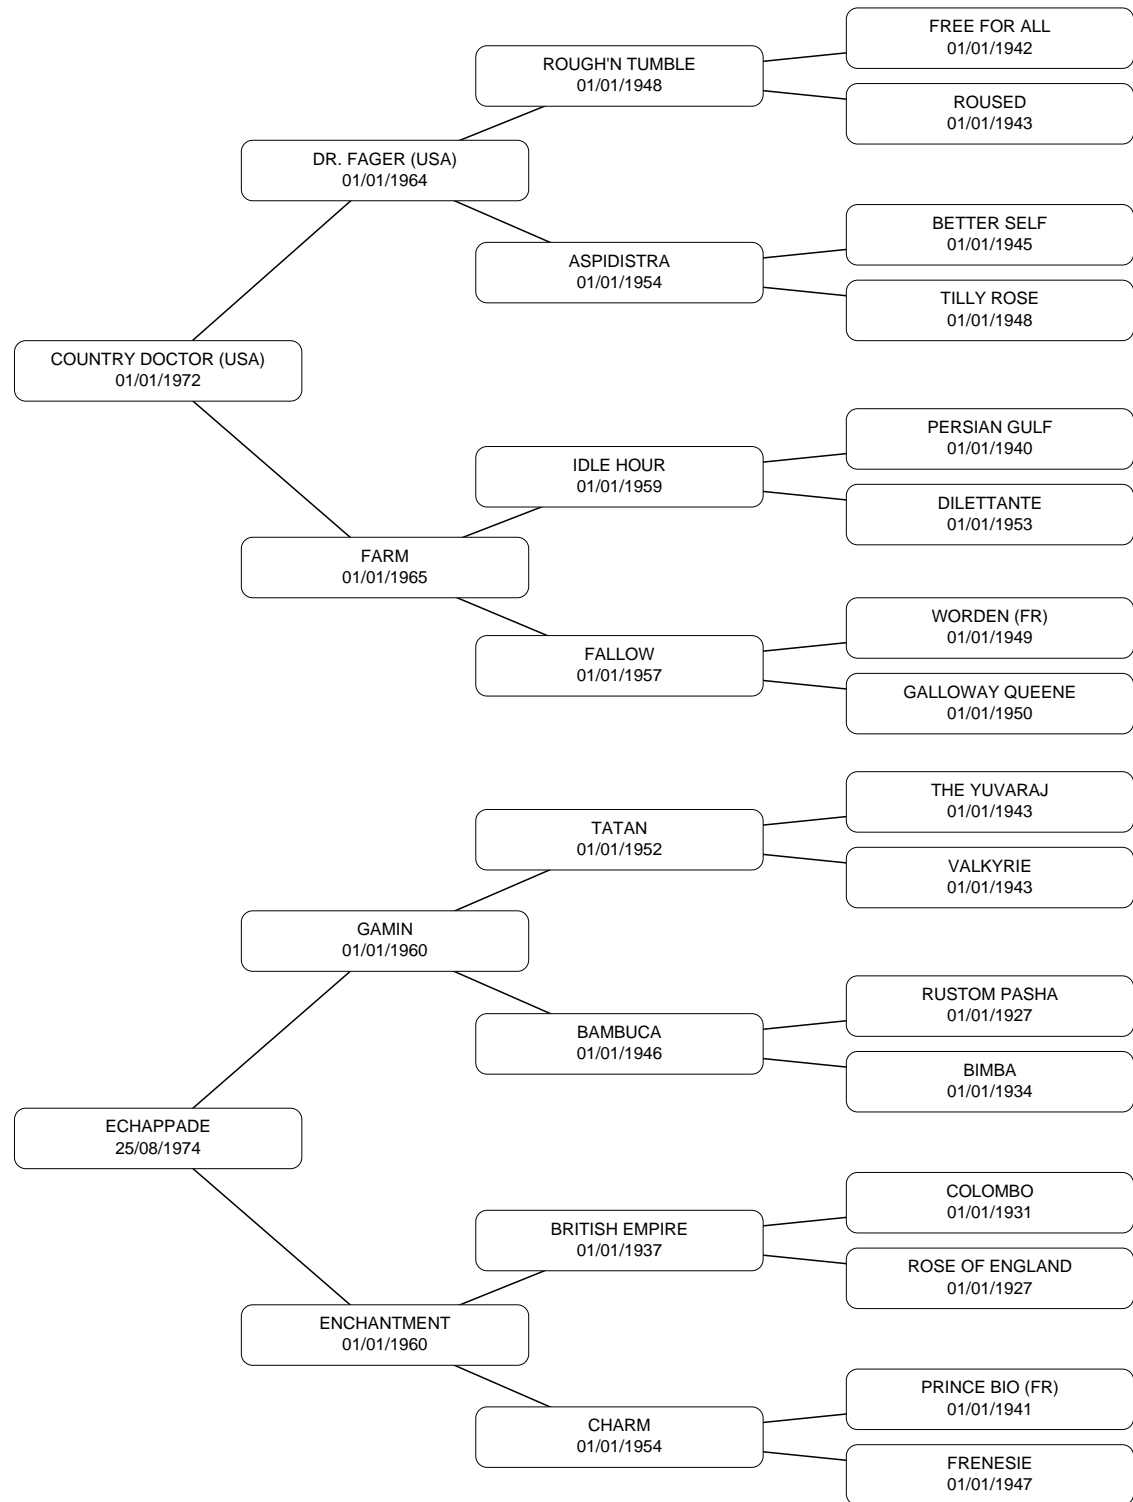 FREE FOR ALL
01/01/1942
ROUGH'N TUMBLE
01/01/1948
ROUSED
01/01/1943
DR. FAGER (USA)
01/01/1964
BETTER SELF
01/01/1945
ASPIDISTRA
01/01/1954
TILLY ROSE
01/01/1948
COUNTRY DOCTOR (USA)
01/01/1972
PERSIAN GULF
01/01/1940
IDLE HOUR
01/01/1959
DILETTANTE
01/01/1953
FARM
01/01/1965
WORDEN (FR)
01/01/1949
FALLOW
01/01/1957
GALLOWAY QUEENE
01/01/1950
THE YUVARAJ
01/01/1943
TATAN
01/01/1952
VALKYRIE
01/01/1943
GAMIN
01/01/1960
RUSTOM PASHA
01/01/1927
BAMBUCA
01/01/1946
BIMBA
01/01/1934
ECHAPPADE
25/08/1974
COLOMBO
01/01/1931
BRITISH EMPIRE
01/01/1937
ROSE OF ENGLAND
01/01/1927
ENCHANTMENT
01/01/1960
PRINCE BIO (FR)
01/01/1941
CHARM
01/01/1954
FRENESIE
01/01/1947